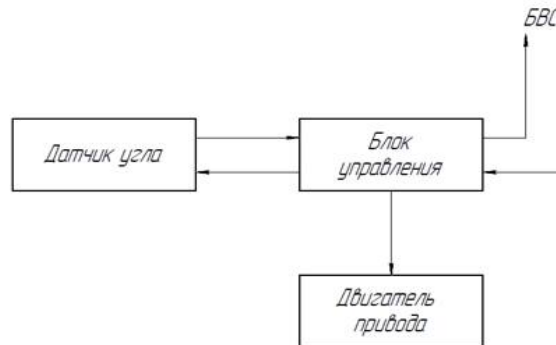 БВС
Датчик угла
Блок
управления
Двигатель
привода